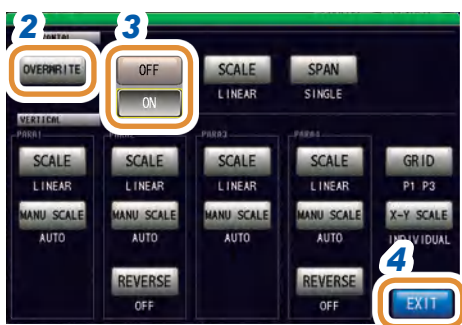 2 3
OVERWRITE OFF SCALE SPAN
ON LINEAR SINGLE
VERTICAL
PARA1 PARA3 PARA4
SCALE SCALE SCALE SCALE GRID
LINEAR LINEAR LINEAR LINEAR P1 P3
MANU SCALE MANU SCALE MANU SCALE MANU SCALE X-Y SCALE
AUTO AUTO AUTO AUTO INDIVIDUAL
4
REVERSE REVERSE EXIT
OFF OFF